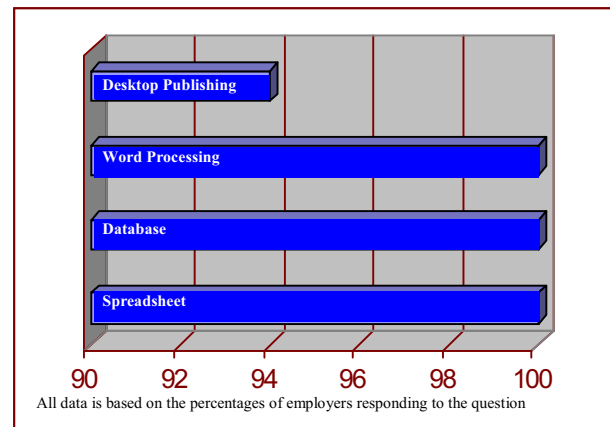 Desktop Publishing
Word Processing
Database
Spreadsheet
90 92 94 96 98 100
All data is based on the percentages of employers responding to the question